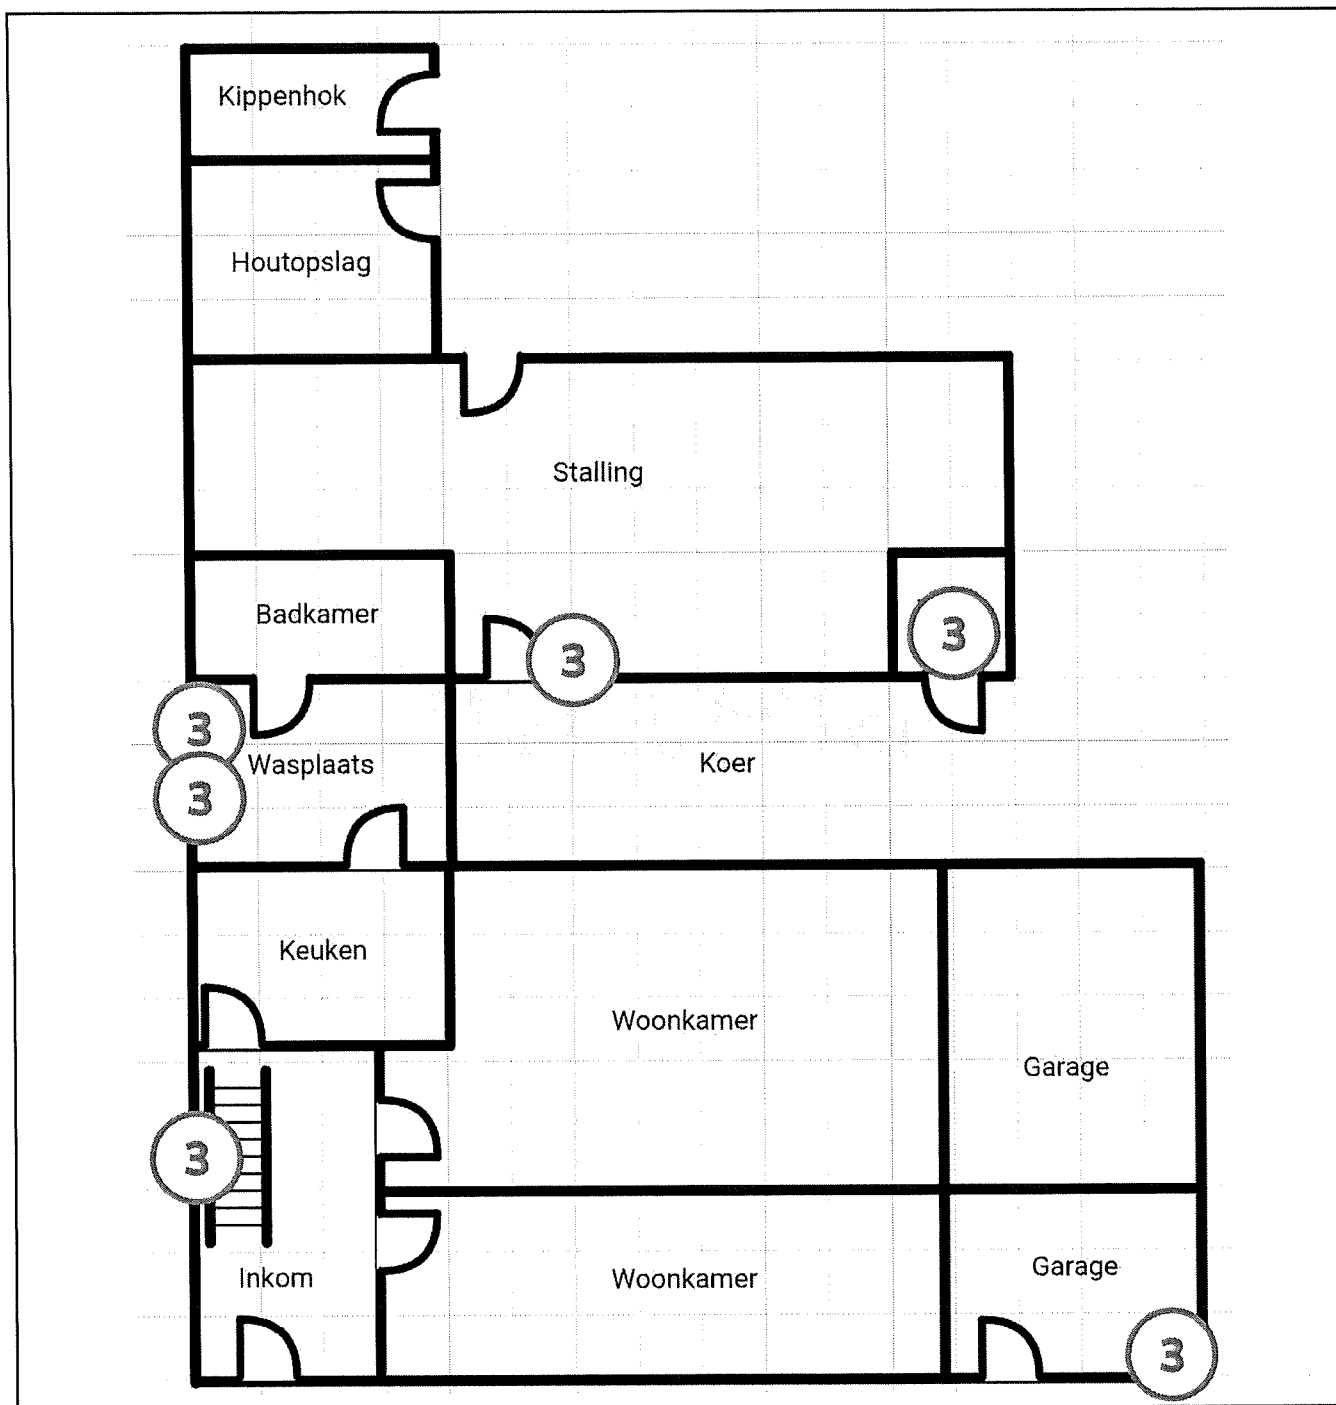 Kippenhok
Houtopslag
Stalling
Badkamer
3
3
3
Wasplaats
Koer
3
Keuken
Woonkamer
Garage
3
Inkom
Woonkamer
Garage
3